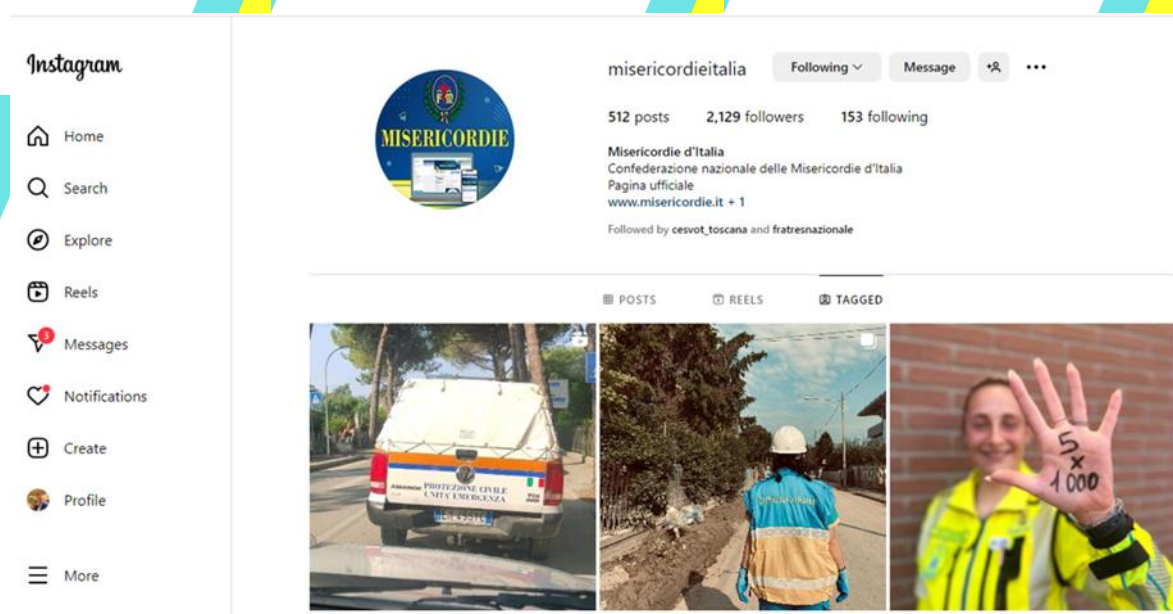 Instagram
Home
Search
Explore
Reels
3
Messages
Notifications
Create
Profile
More
MISERICORDIE
misericordieitalia Following Message
512 posts 2,129 followers 153 following
Misericordie d'Italia
Confederazione nazionale delle Misericordie d'Italia
Pagina ufficiale
www.misericordie.it + 1
Followed by cesvot_toscana and fratresnazionale
POSTS REELS TAGGED
PROTEZIONE CIVILE
UNITA' EMERGENZA
5
x
1000